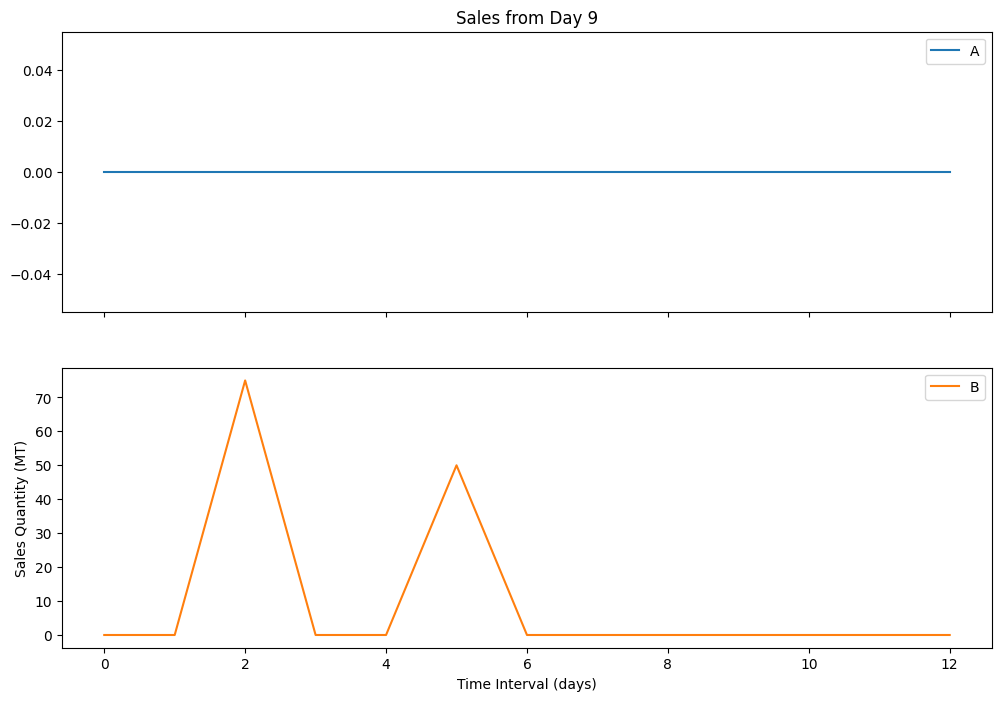 Sales from Day 9
A
0.04
0.02
0.00
−0.02
−0.04
B
Sales Quantity (MT)
70
60
50
40
30
20
10
0
0 2 4 6 8 10 12
Time Interval (days)